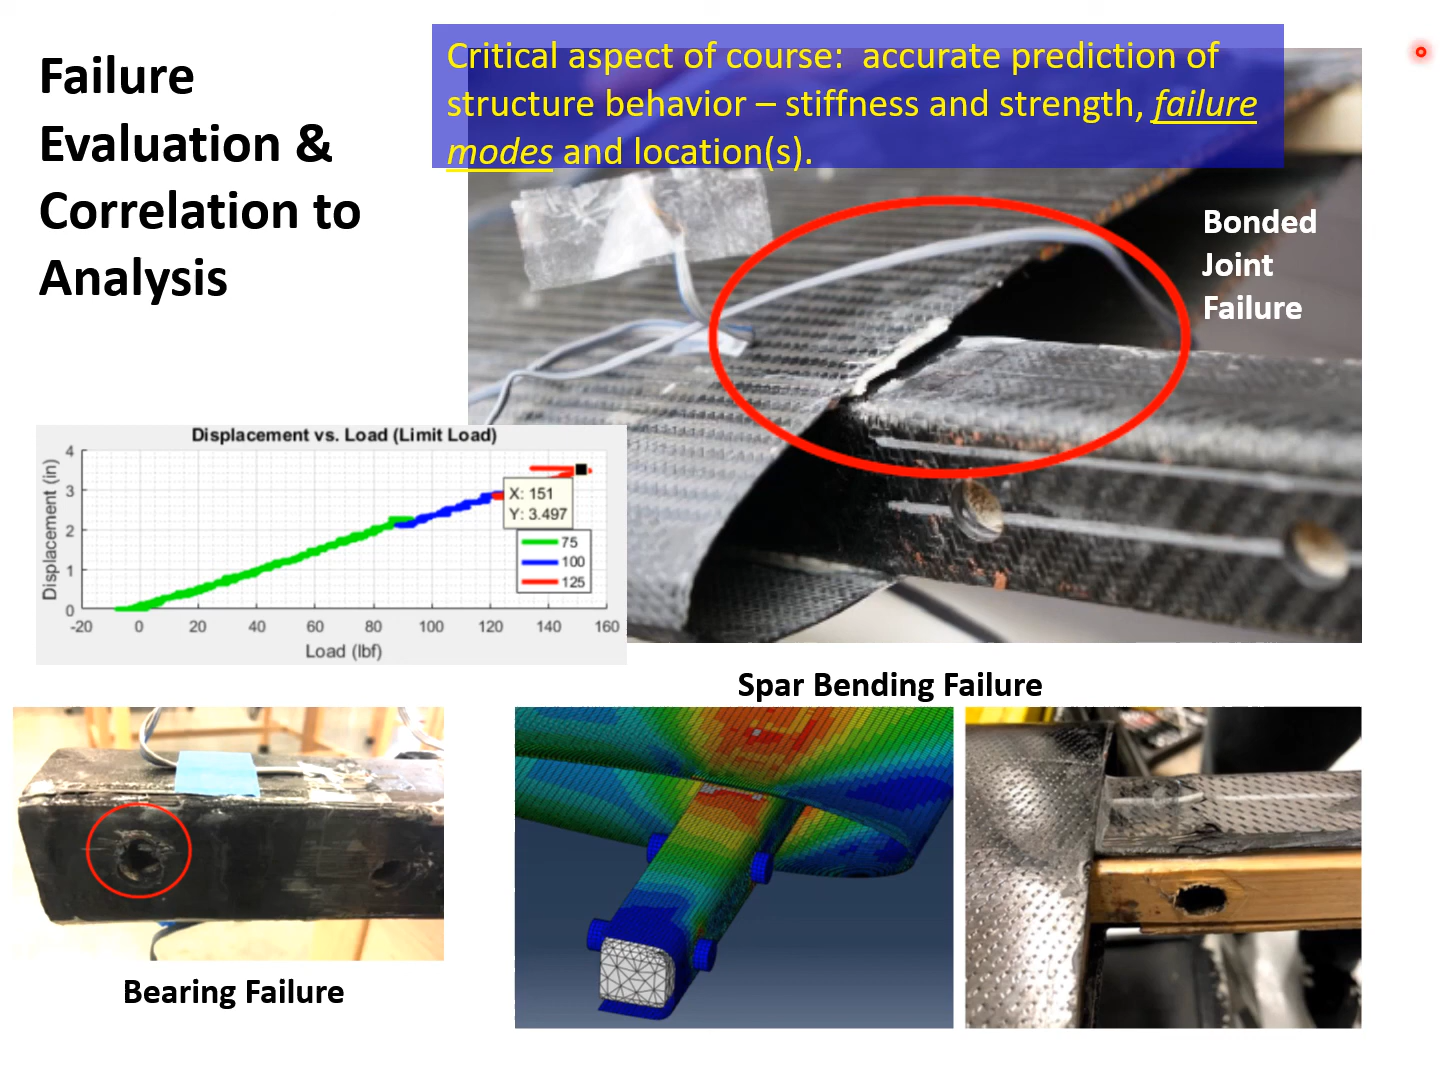 Failure
Evaluation &
Correlation to
Analysis
Critical aspect of course:  accurate prediction of
structure behavior – stiffness and strength, failure
modes and location(s).
Bonded
Joint
Failure
Displacement vs. Load (Limit Load)
Displacement (in)
4
3
2
1
0
X: 151
Y: 3.497
75
100
125
-20 0 20 40 60 80 100 120 140 160
Load (lbf)
Spar Bending Failure
Bearing Failure